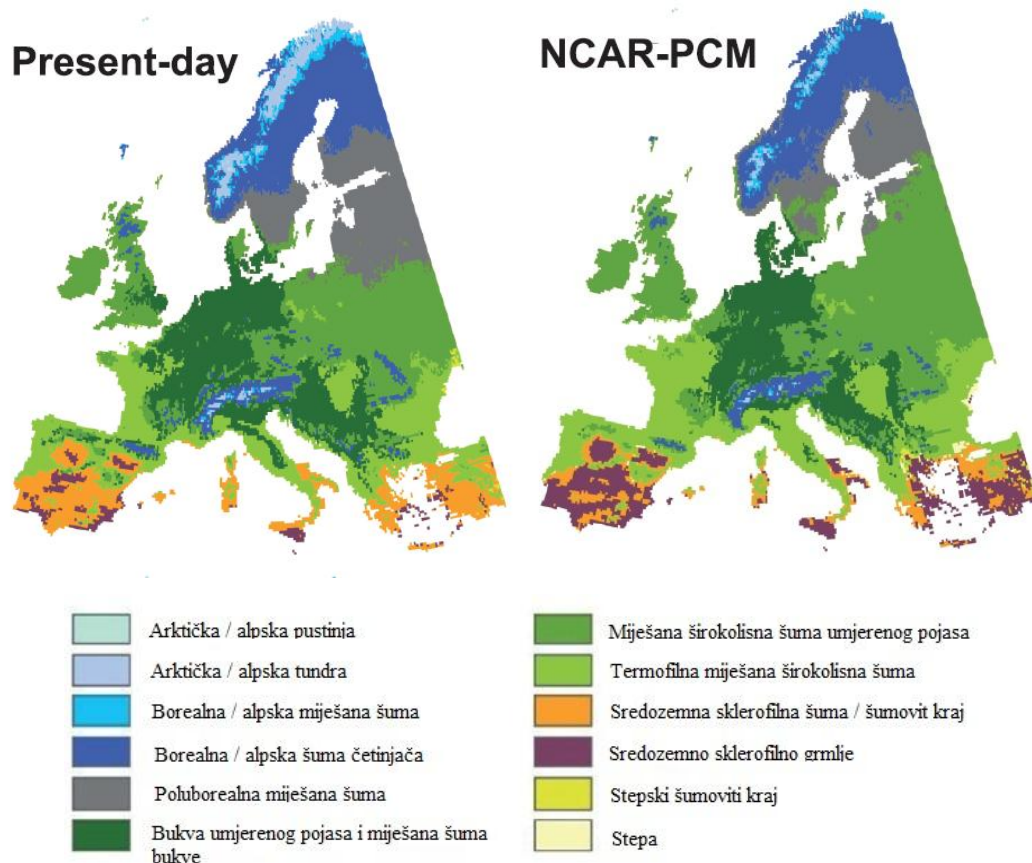 Present-day
NCAR-PCM
Arktička / alpska pustinja
Arktička / alpska tundra
Borealna / alpska miješana šuma
Borealna / alpska šuma četinjača
Poluborealna miješana šuma
Bukva umjerenog pojasa i miješana šuma
bukve
Miješana širokolisna šuma umjerenog pojasa
Termofilna miješana širokolisna šuma
Sredozemna sklerofilna šuma / šumovit kraj
Sredozemno sklerofilno grmlje
Stepski šumoviti kraj
Stepa